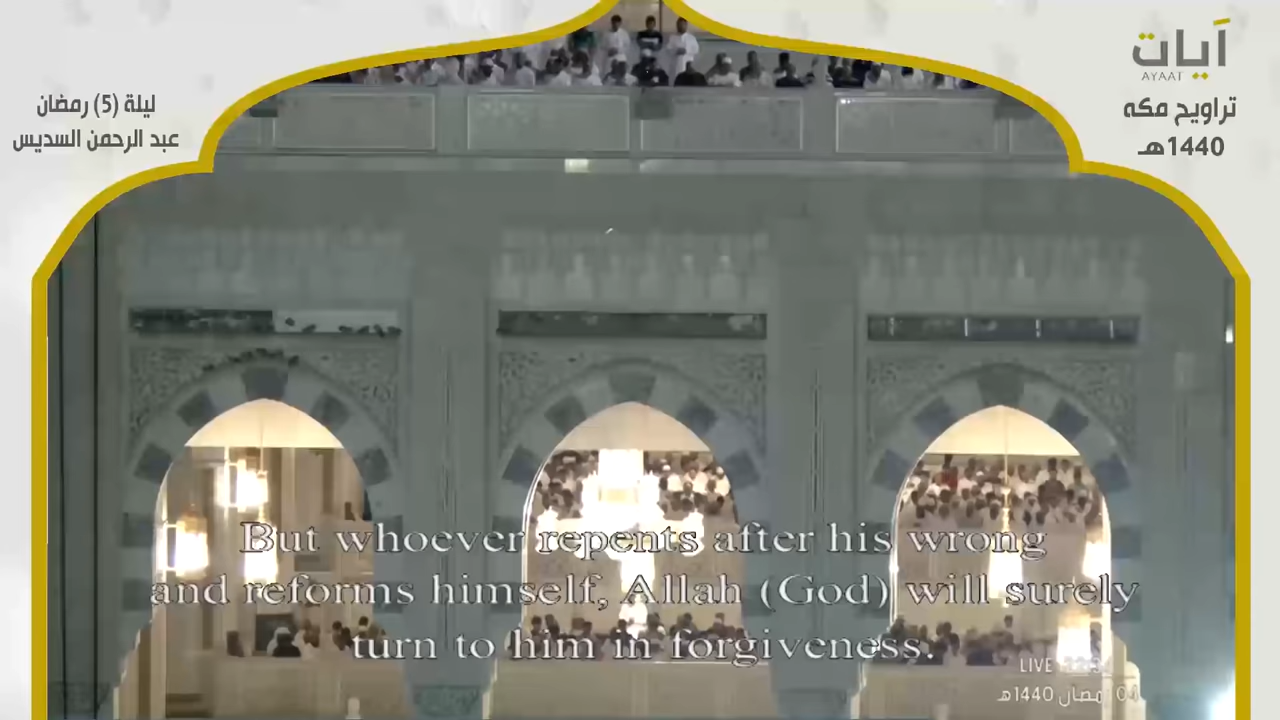 آيات
AYAAT
تراويح مكه
1440هـ
ليلة (5) رمضان
عبد الرحمن السديس
But whoever repents after his wrong
and reforms himself, Allah (God) will surely
turn to him in forgiveness.
LIVE
1440هـ